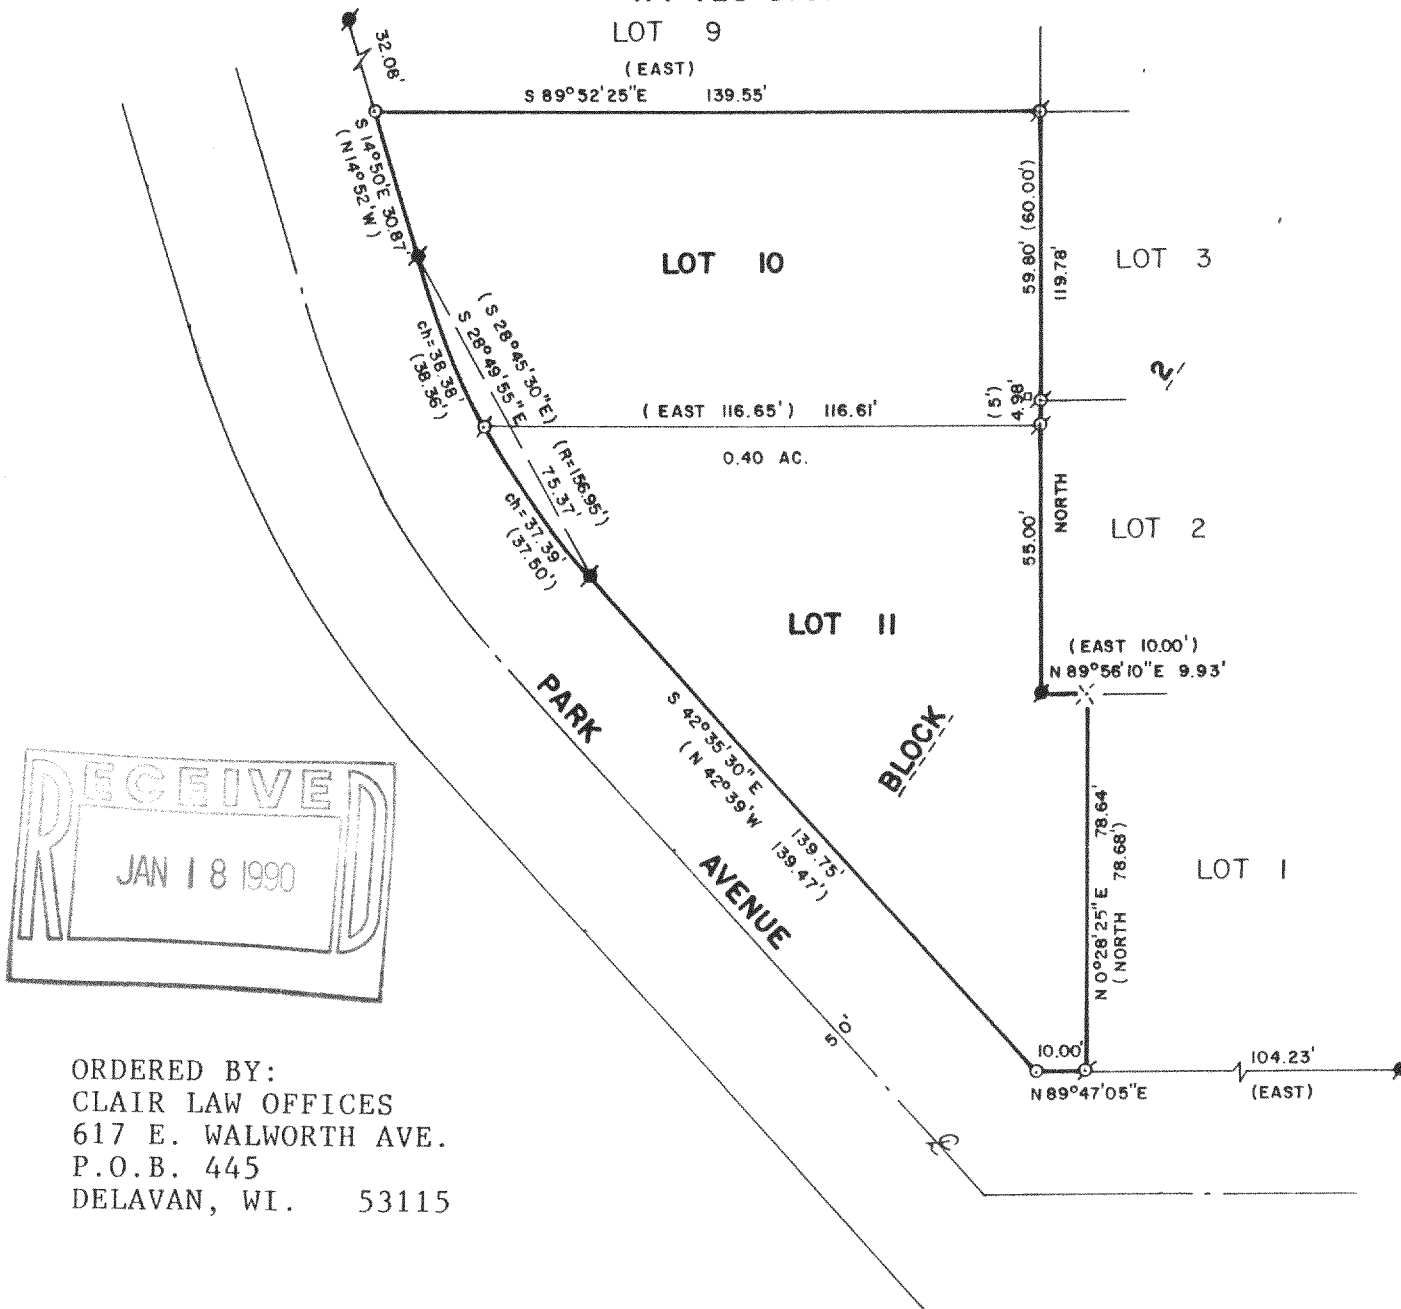 LOT 9
(EAST)
S 89°52'25"E 139.55'
32.08'
S 14°50'E 30.87'
(N14°52'W)
LOT 10
59.80' (60.00')
119.78'
LOT 3
2
(S 28°45'30"E) (R=156.95')
S 28°49'55"E 75.37'
ch=38.38'
(38.36')
(EAST 116.65') 116.61'
0.40 AC.
(5')
4.98'
ch=37.39'
(37.50')
55.00'
NORTH
LOT 2
LOT 11
(EAST 10.00')
N 89°56'10"E 9.93'
PARK
AVENUE
S 42°35'30"E 139.75'
(N 42°39'W 139.47')
BLOCK
N 0°28'25"E 78.64'
(NORTH 78.68')
LOT 1
50'
10.00'
N 89°47'05"E
104.23'
(EAST)
RECEIVED
JAN 18 1990
ORDERED BY:
CLAIR LAW OFFICES
617 E. WALWORTH AVE.
P.O.B. 445
DELAVAN, WI. 53115